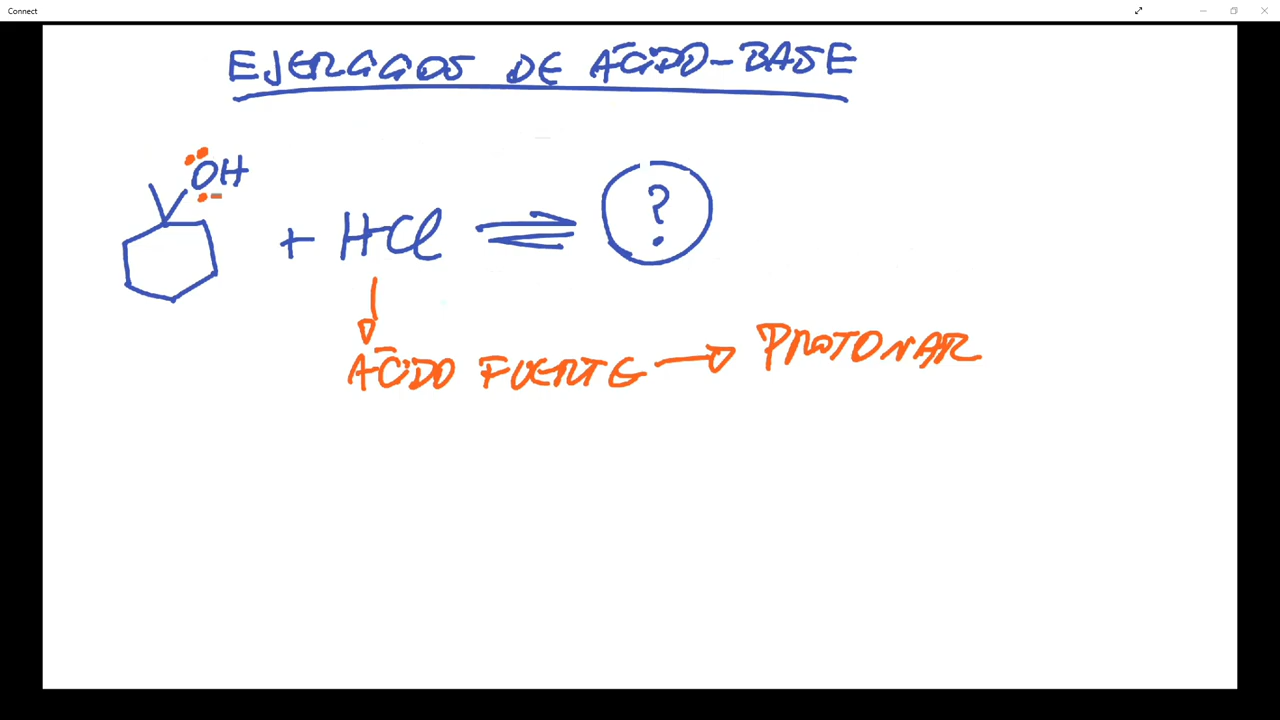 Connect
EJERCICIOS DE ÁCIDO-BASE
OH
+ HCl ⇌ ?
ÁCIDO FUERTE → PROTONAR